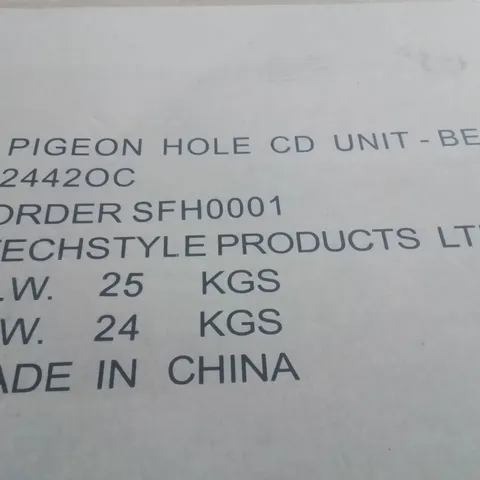 PIGEON HOLE CD UNIT - BE
2442OC
ORDER SFH0001
TECHSTYLE PRODUCTS LT
.W. 25 KGS
W. 24 KGS
ADE IN CHINA